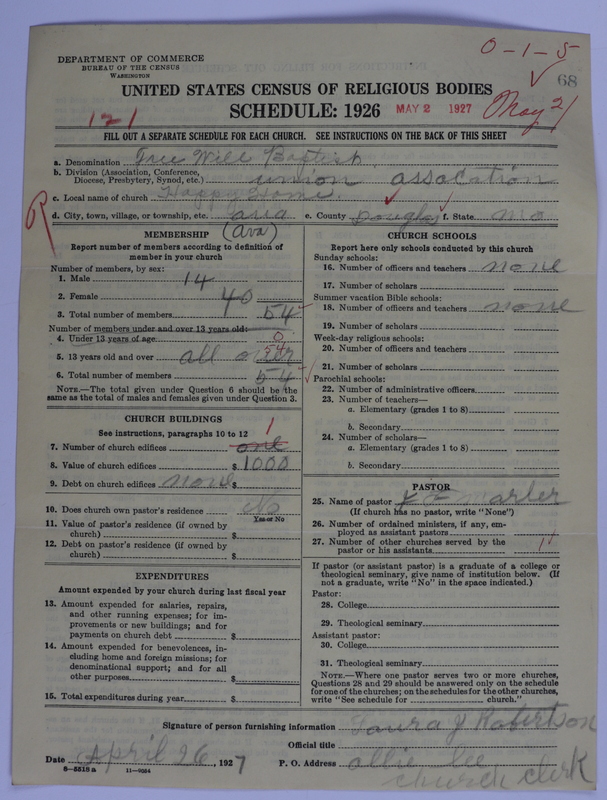 DEPARTMENT OF COMMERCE
BUREAU OF THE CENSUS
WASHINGTON
0-1-5
68
UNITED STATES CENSUS OF RELIGIOUS BODIES
SCHEDULE: 1926
MAY 2 1927
May 21
121
FILL OUT A SEPARATE SCHEDULE FOR EACH CHURCH. SEE INSTRUCTIONS ON THE BACK OF THIS SHEET
a. Denomination Free Will Baptish
b. Division (Association, Conference, Diocese, Presbytery, Synod, etc.) union assacation
c. Local name of church Happy Home.
d. City, town, village, or township, etc. ava e. County Douglas f. State mo
(Ava)
R
MEMBERSHIP
Report number of members according to definition of member in your church
Number of members, by sex:
1. Male 14
2. Female 40
3. Total number of members 54
Number of members under and over 13 years old:
4. Under 13 years of age 0
5. 13 years old and over all over 54
6. Total number of members 54
NOTE.—The total given under Question 6 should be the same as the total of males and females given under Question 3.
CHURCH BUILDINGS
See instructions, paragraphs 10 to 12
7. Number of church edifices one 1
8. Value of church edifices $ 1000
9. Debt on church edifices none $
10. Does church own pastor's residence No
Yes or No
11. Value of pastor's residence (if owned by church) $
12. Debt on pastor's residence (if owned by church) $
EXPENDITURES
Amount expended by your church during last fiscal year
13. Amount expended for salaries, repairs, and other running expenses; for improvements or new buildings; and for payments on church debt $
14. Amount expended for benevolences, including home and foreign missions; for denominational support; and for all other purposes $
15. Total expenditures during year $
CHURCH SCHOOLS
Report here only schools conducted by this church
Sunday schools:
16. Number of officers and teachers none
17. Number of scholars
Summer vacation Bible schools:
18. Number of officers and teachers none
19. Number of scholars
Week-day religious schools:
20. Number of officers and teachers
21. Number of scholars
Parochial schools:
22. Number of administrative officers
23. Number of teachers—
a. Elementary (grades 1 to 8)
b. Secondary
24. Number of scholars—
a. Elementary (grades 1 to 8)
b. Secondary
PASTOR
25. Name of pastor marler
(If church has no pastor, write "None")
26. Number of ordained ministers, if any, employed as assistant pastors
27. Number of other churches served by the pastor or his assistants 1
If pastor (or assistant pastor) is a graduate of a college or theological seminary, give name of institution below. (If not a graduate, write "No" in the space indicated.)
Pastor:
28. College
29. Theological seminary
Assistant pastor:
30. College
31. Theological seminary
NOTE.—Where one pastor serves two or more churches, Questions 28 and 29 should be answered only on the schedule for one of the churches; on the schedules for the other churches, write "See schedule for church."
Signature of person furnishing information Laura J Robertson
Official title
Date April 26, 1927 P. O. Address ollie lee
8-5518 a 11-9054
church clerk